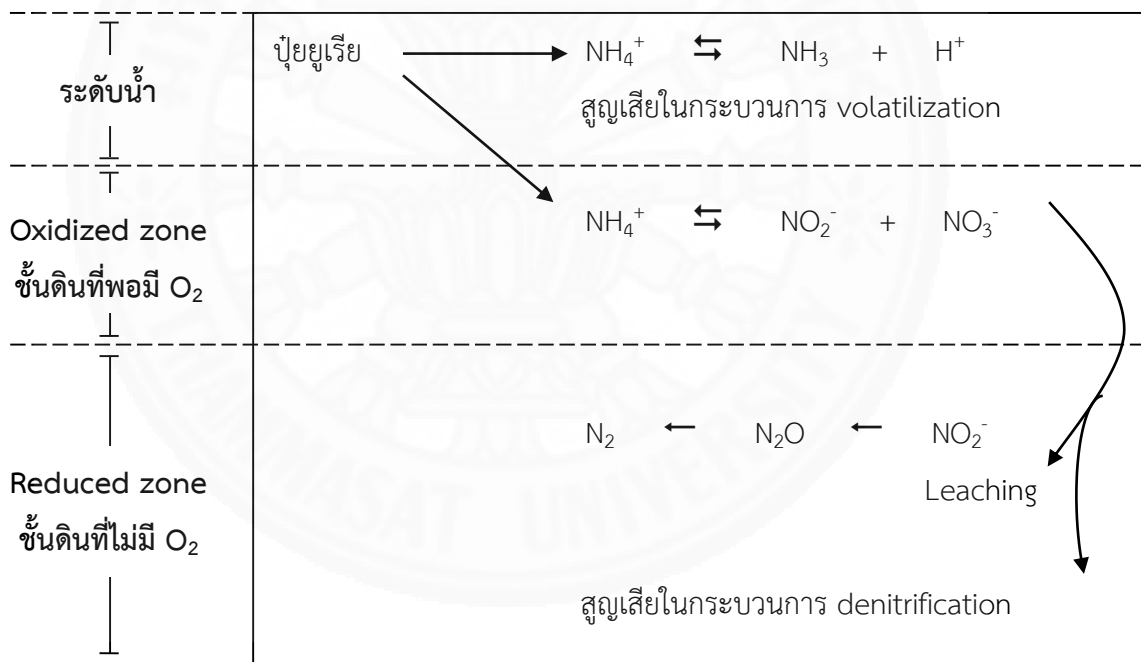 ปุ๋ยยูเรีย NH₄⁺ ⇆ NH₃ + H⁺
ระดับน้ำ
สูญเสียในกระบวนการ volatilization
Oxidized zone
NH₄⁺ ⇆ NO₂⁻ + NO₃⁻
ชั้นดินที่พอมี O₂
N₂ ← N₂O ← NO₂⁻
Reduced zone
Leaching
ชั้นดินที่ไม่มี O₂
สูญเสียในกระบวนการ denitrification
THAMMASAT UNIVERSITY